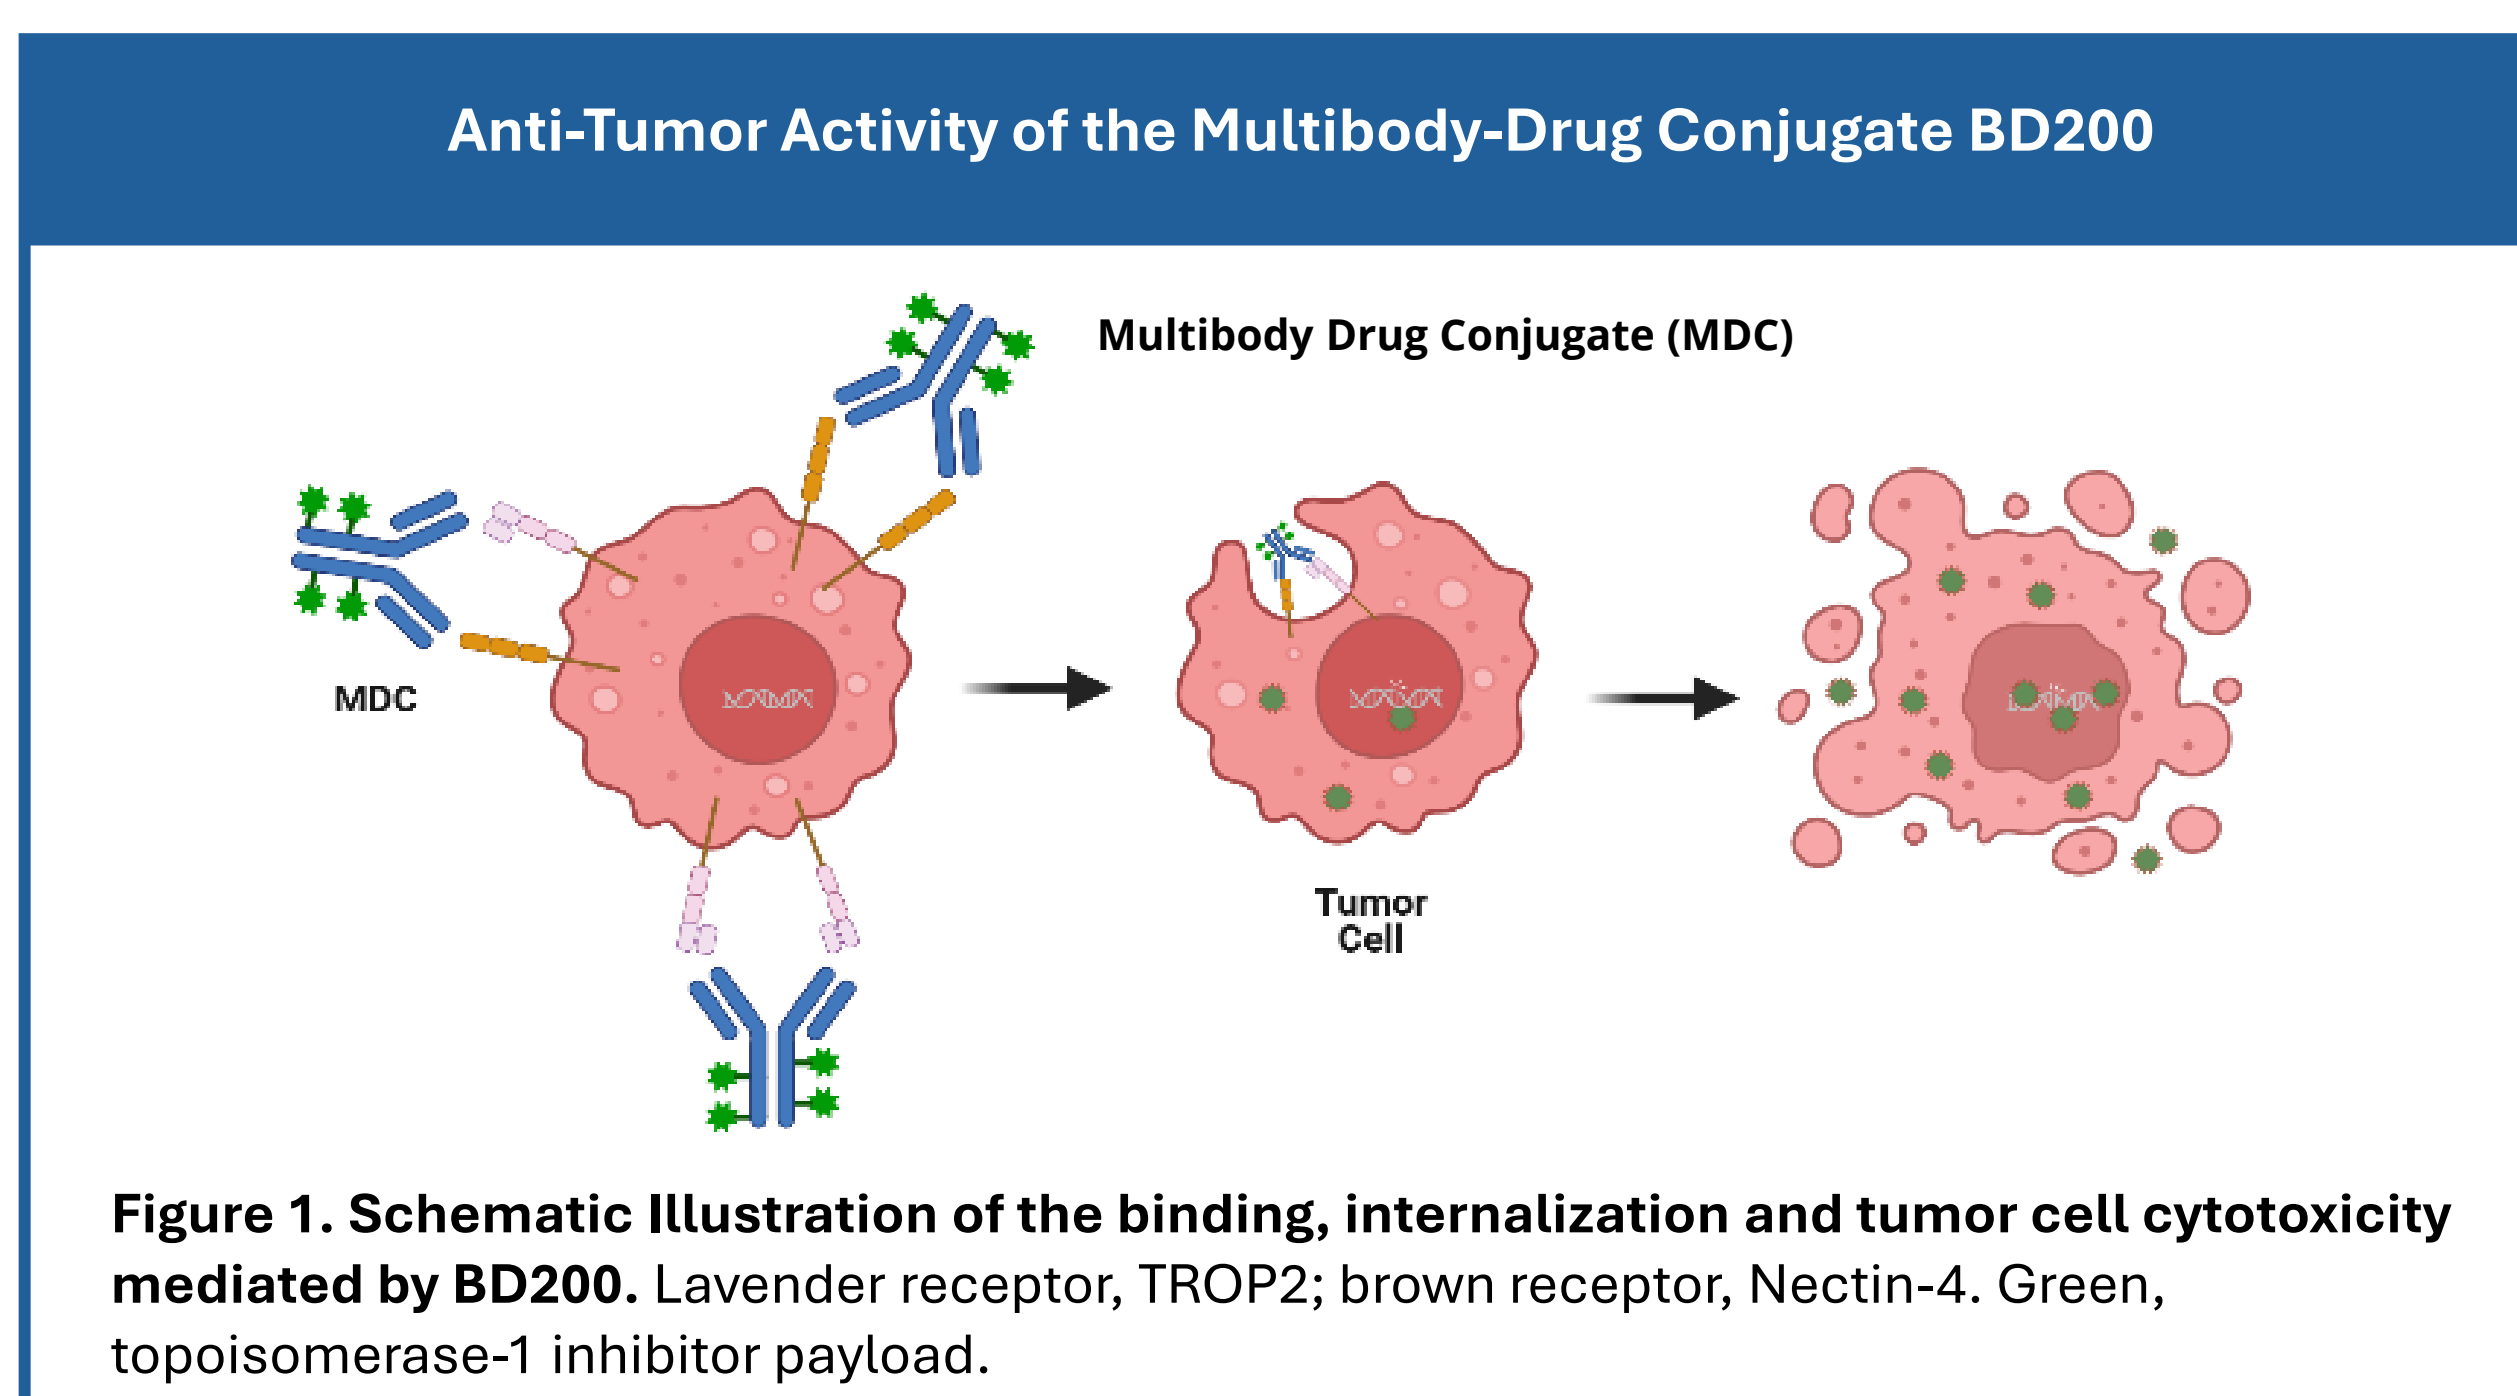 Anti-Tumor Activity of the Multibody-Drug Conjugate BD200
Multibody Drug Conjugate (MDC)
MDC
Tumor
Cell
Figure 1. Schematic Illustration of the binding, internalization and tumor cell cytotoxicity
mediated by BD200. Lavender receptor, TROP2; brown receptor, Nectin-4. Green,
topoisomerase-1 inhibitor payload.